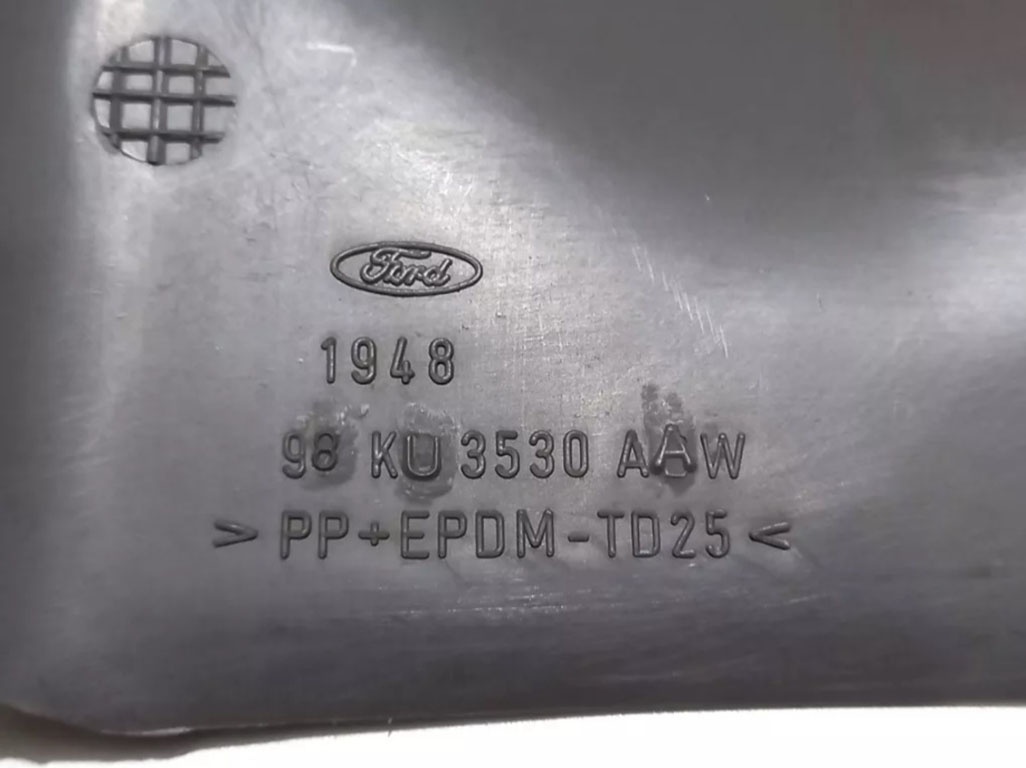 Ford
1948
98 KU 3530 AAW
>PP+EPDM-TD25<